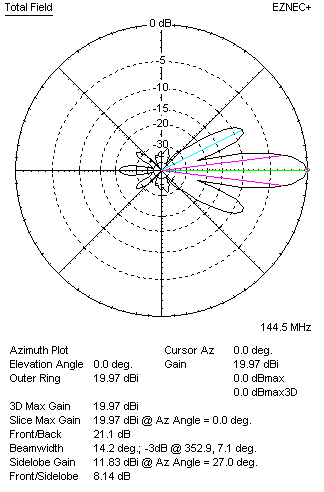 Total Field EZNEC+
0 dB
-5
-10
-15
-20
-30
144.5 MHz
Azimuth Plot Cursor Az 0.0 deg.
Elevation Angle 0.0 deg. Gain 19.97 dBi
Outer Ring 19.97 dBi 0.0 dBmax
0.0 dBmax3D
3D Max Gain 19.97 dBi
Slice Max Gain 19.97 dBi @ Az Angle = 0.0 deg.
Front/Back 21.1 dB
Beamwidth 14.2 deg.; -3dB @ 352.9, 7.1 deg.
Sidelobe Gain 11.83 dBi @ Az Angle = 27.0 deg.
Front/Sidelobe 8.14 dB